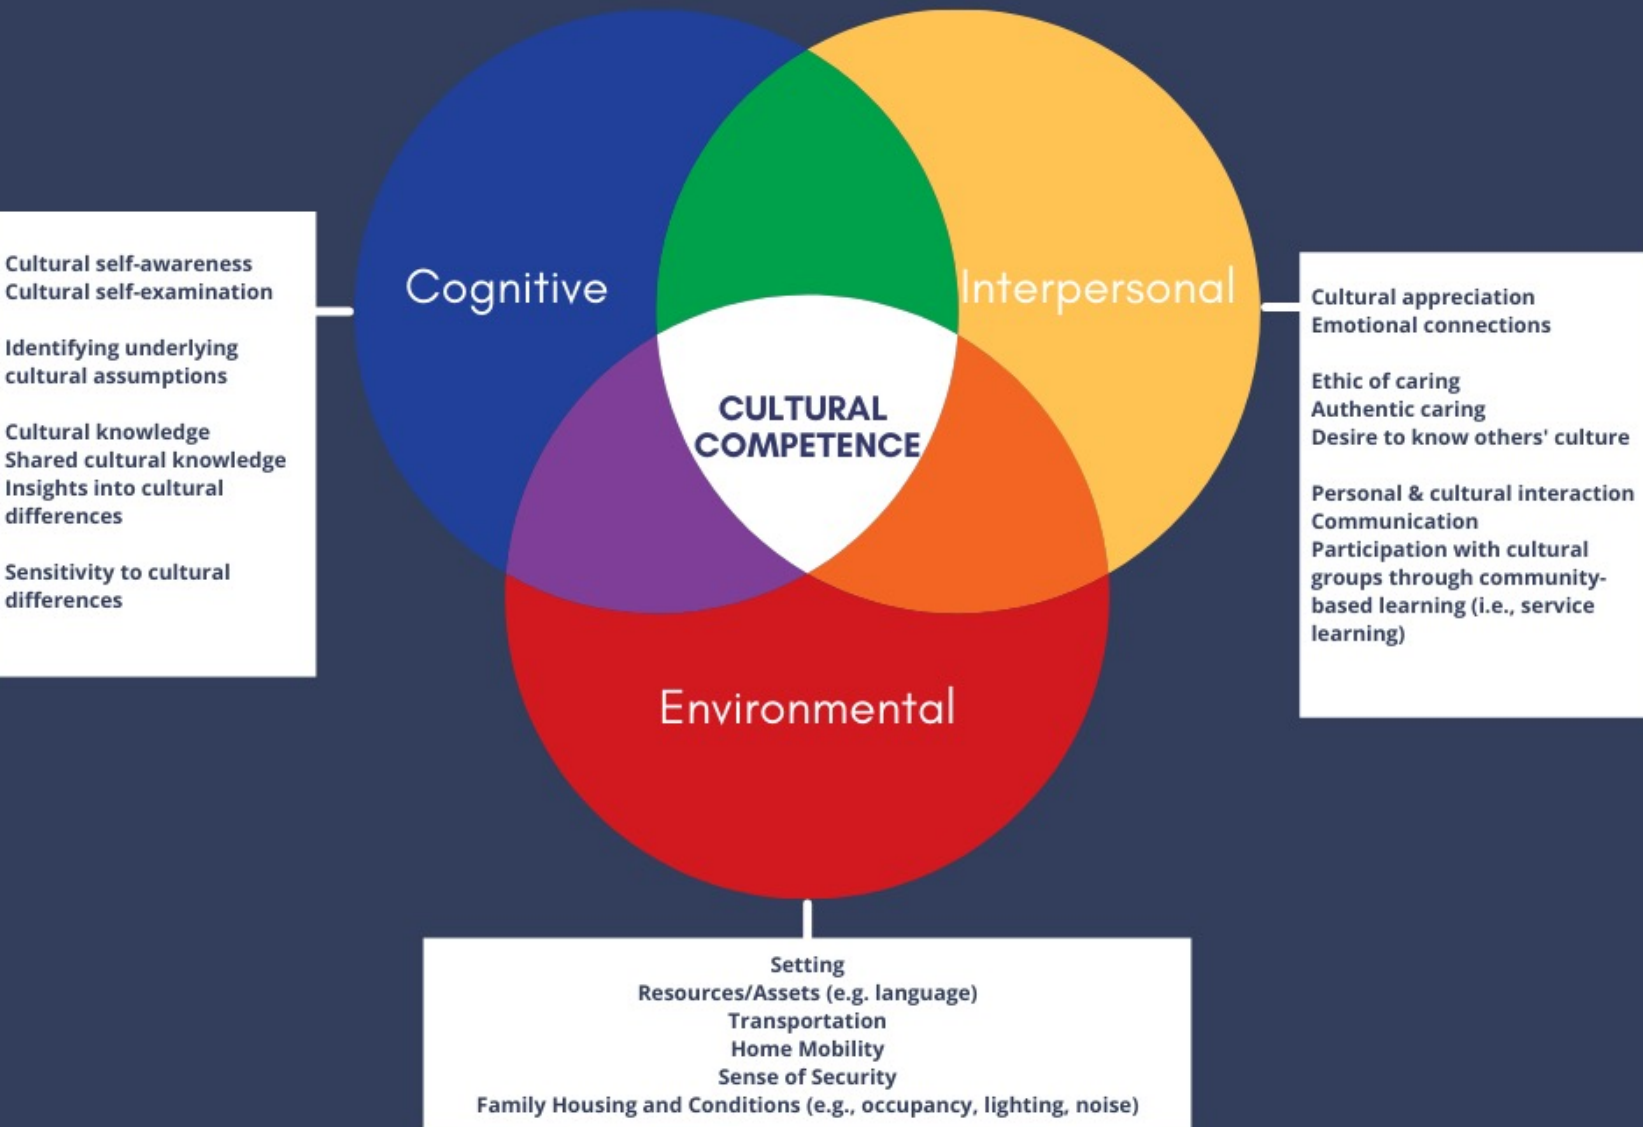 Cognitive
Interpersonal
CULTURAL
COMPETENCE
Environmental
Cultural self-awareness
Cultural self-examination
Identifying underlying
cultural assumptions
Cultural knowledge
Shared cultural knowledge
Insights into cultural
differences
Sensitivity to cultural
differences
Cultural appreciation
Emotional connections
Ethic of caring
Authentic caring
Desire to know others' culture
Personal & cultural interaction
Communication
Participation with cultural
groups through community-
based learning (i.e., service
learning)
Setting
Resources/Assets (e.g. language)
Transportation
Home Mobility
Sense of Security
Family Housing and Conditions (e.g., occupancy, lighting, noise)